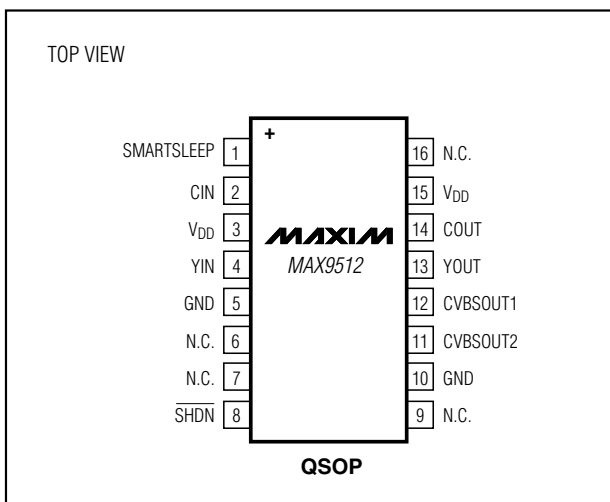 TOP VIEW
+
SMARTSLEEP 1
CIN 2
VDD 3
YIN 4
GND 5
N.C. 6
N.C. 7
SHDN 8
MAXIM
MAX9512
16 N.C.
15 VDD
14 COUT
13 YOUT
12 CVBSOUT1
11 CVBSOUT2
10 GND
9 N.C.
QSOP